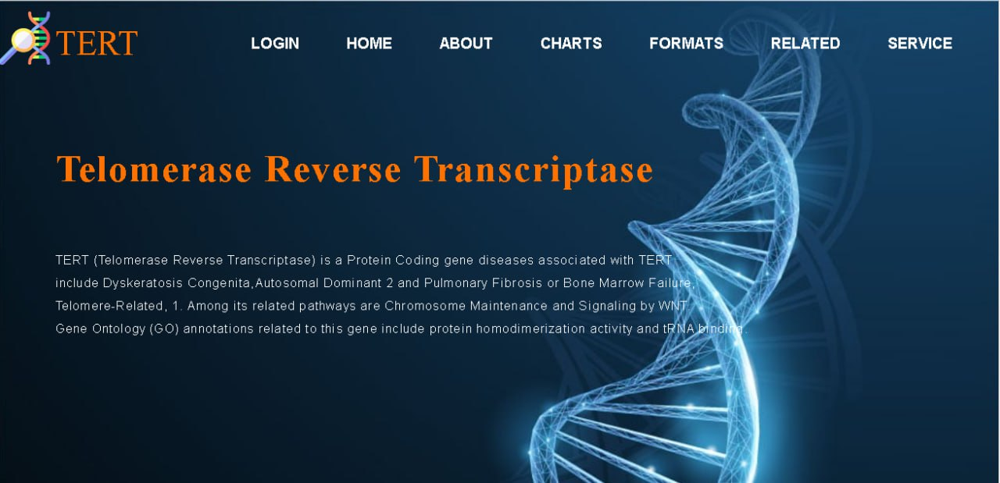 TERT
LOGIN HOME ABOUT CHARTS FORMATS RELATED SERVICE
Telomerase Reverse Transcriptase
TERT (Telomerase Reverse Transcriptase) is a Protein Coding gene diseases associated with TERT
include Dyskeratosis Congenita,Autosomal Dominant 2 and Pulmonary Fibrosis or Bone Marrow Failure,
Telomere-Related, 1. Among its related pathways are Chromosome Maintenance and Signaling by WNT.
Gene Ontology (GO) annotations related to this gene include protein homodimerization activity and tRNA binding.